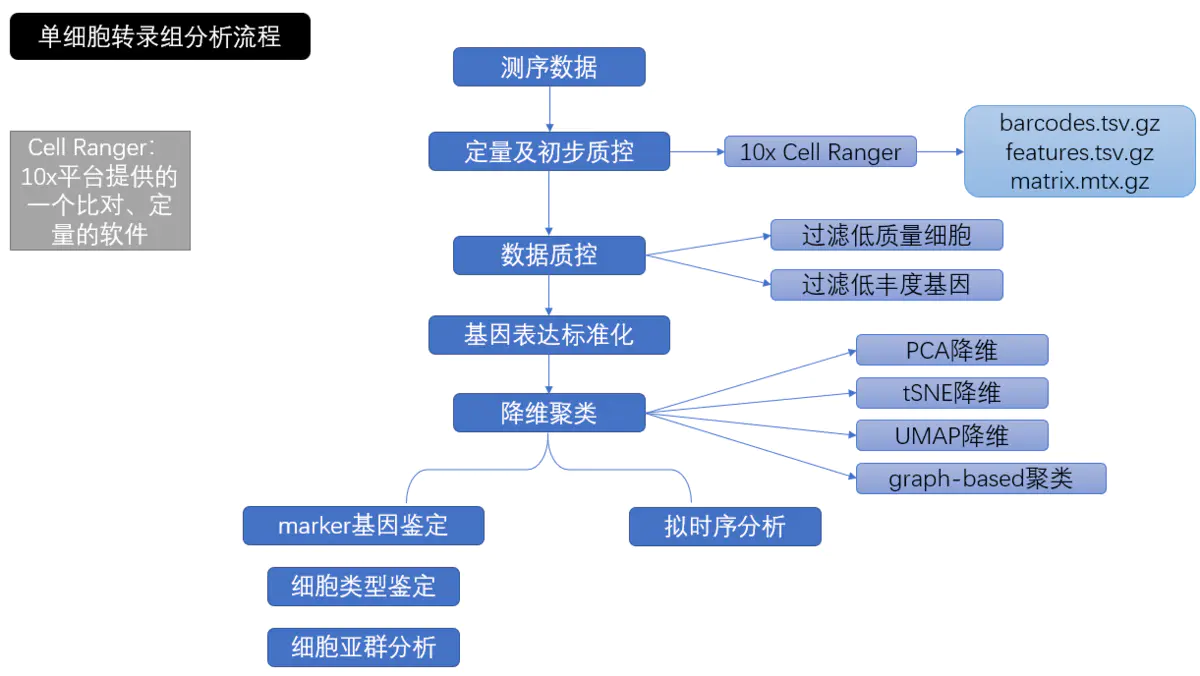 单细胞转录组分析流程
测序数据
Cell Ranger：
10x平台提供的
一个比对、定
量的软件
定量及初步质控
10x Cell Ranger
barcodes.tsv.gz
features.tsv.gz
matrix.mtx.gz
数据质控
过滤低质量细胞
过滤低丰度基因
基因表达标准化
降维聚类
PCA降维
tSNE降维
UMAP降维
graph-based聚类
marker基因鉴定
拟时序分析
细胞类型鉴定
细胞亚群分析